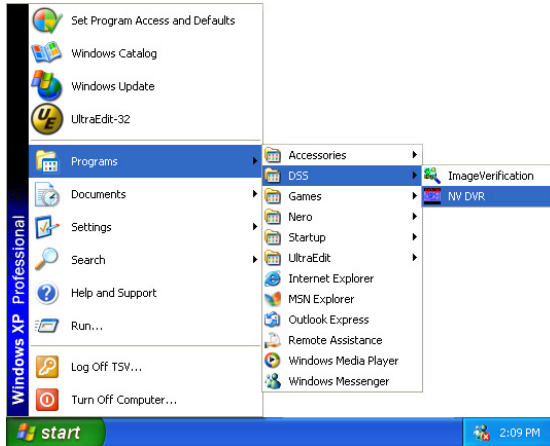 Set Program Access and Defaults
Windows Catalog
Windows Update
UltraEdit-32
Programs
Documents
Settings
Search
Help and Support
Run...
Log Off TSV...
Turn Off Computer...
Windows XP Professional
Accessories
DSS
Games
Nero
Startup
UltraEdit
Internet Explorer
MSN Explorer
Outlook Express
Remote Assistance
Windows Media Player
Windows Messenger
ImageVerification
NV DVR
start
2:09 PM